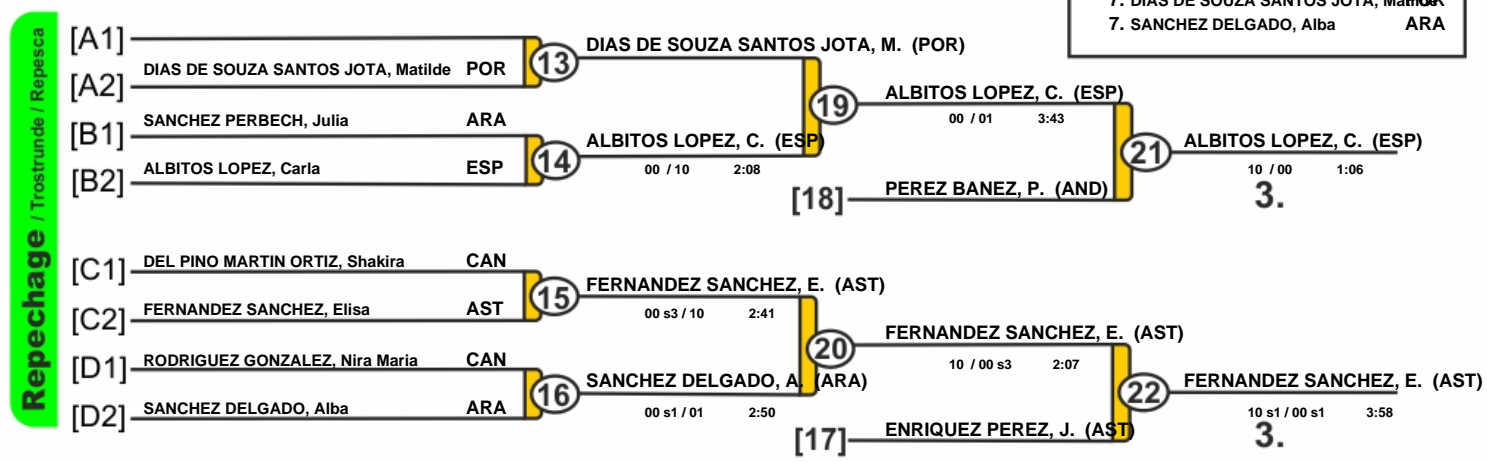 7. DIAS DE SOUZA SANTOS JOTA,
7. SANCHEZ DELGADO, Alba ARA
Repechage / Trostrunde / Repesca
[A1]
[A2] DIAS DE SOUZA SANTOS JOTA, Matilde POR
13
DIAS DE SOUZA SANTOS JOTA, M. (POR)
[B1] SANCHEZ PERBECH, Julia ARA
[B2] ALBITOS LOPEZ, Carla ESP
14
ALBITOS LOPEZ, C. (ESP)
00 / 10 2:08
19
ALBITOS LOPEZ, C. (ESP)
00 / 01 3:43
[18] PEREZ BANEZ, P. (AND)
21
ALBITOS LOPEZ, C. (ESP)
10 / 00 1:06
3.
[C1] DEL PINO MARTIN ORTIZ, Shakira CAN
[C2] FERNANDEZ SANCHEZ, Elisa AST
15
FERNANDEZ SANCHEZ, E. (AST)
00 s3 / 10 2:41
[D1] RODRIGUEZ GONZALEZ, Nira Maria CAN
[D2] SANCHEZ DELGADO, Alba ARA
16
SANCHEZ DELGADO, A. (ARA)
00 s1 / 01 2:50
20
FERNANDEZ SANCHEZ, E. (AST)
10 / 00 s3 2:07
[17] ENRIQUEZ PEREZ, J. (AST)
22
FERNANDEZ SANCHEZ, E. (AST)
10 s1 / 00 s1 3:58
3.